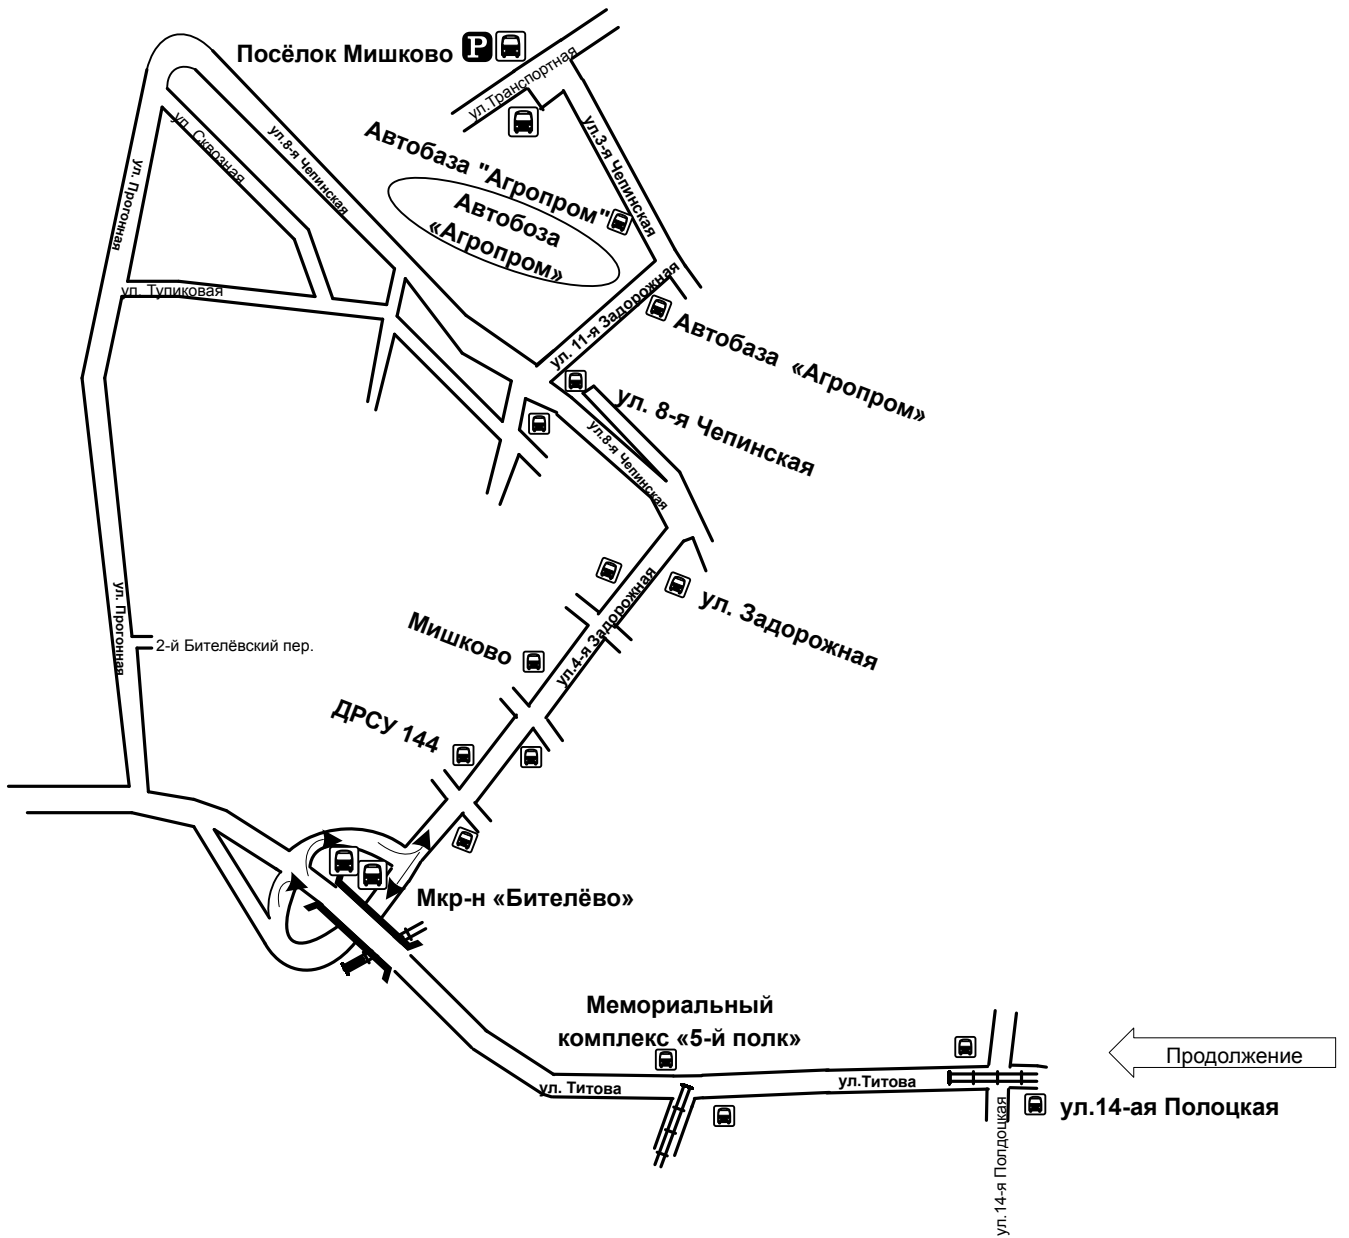 Посёлок Мишково P
ул.Транспортная
ул. Сквозная
ул.8-я Чепинская
ул. Прогонная
Автобаза "Агропром"
ул.3-я Чепинская
Автобоза
«Агропром»
ул. Тупиковая
ул. 11-я Задорожная
Автобаза «Агропром»
ул. 8-я Чепинская
ул.8-я Чепинская
ул. Прогонная
2-й Бителёвский пер.
Мишково
ул.4-я Задорожная
ул. Задорожная
ДРСУ 144
Мкр-н «Бителёво»
Мемориальный
комплекс «5-й полк»
Продолжение
ул. Титова
ул.Титова
ул.14-ая Полоцкая
ул.14-я Полдоцкая